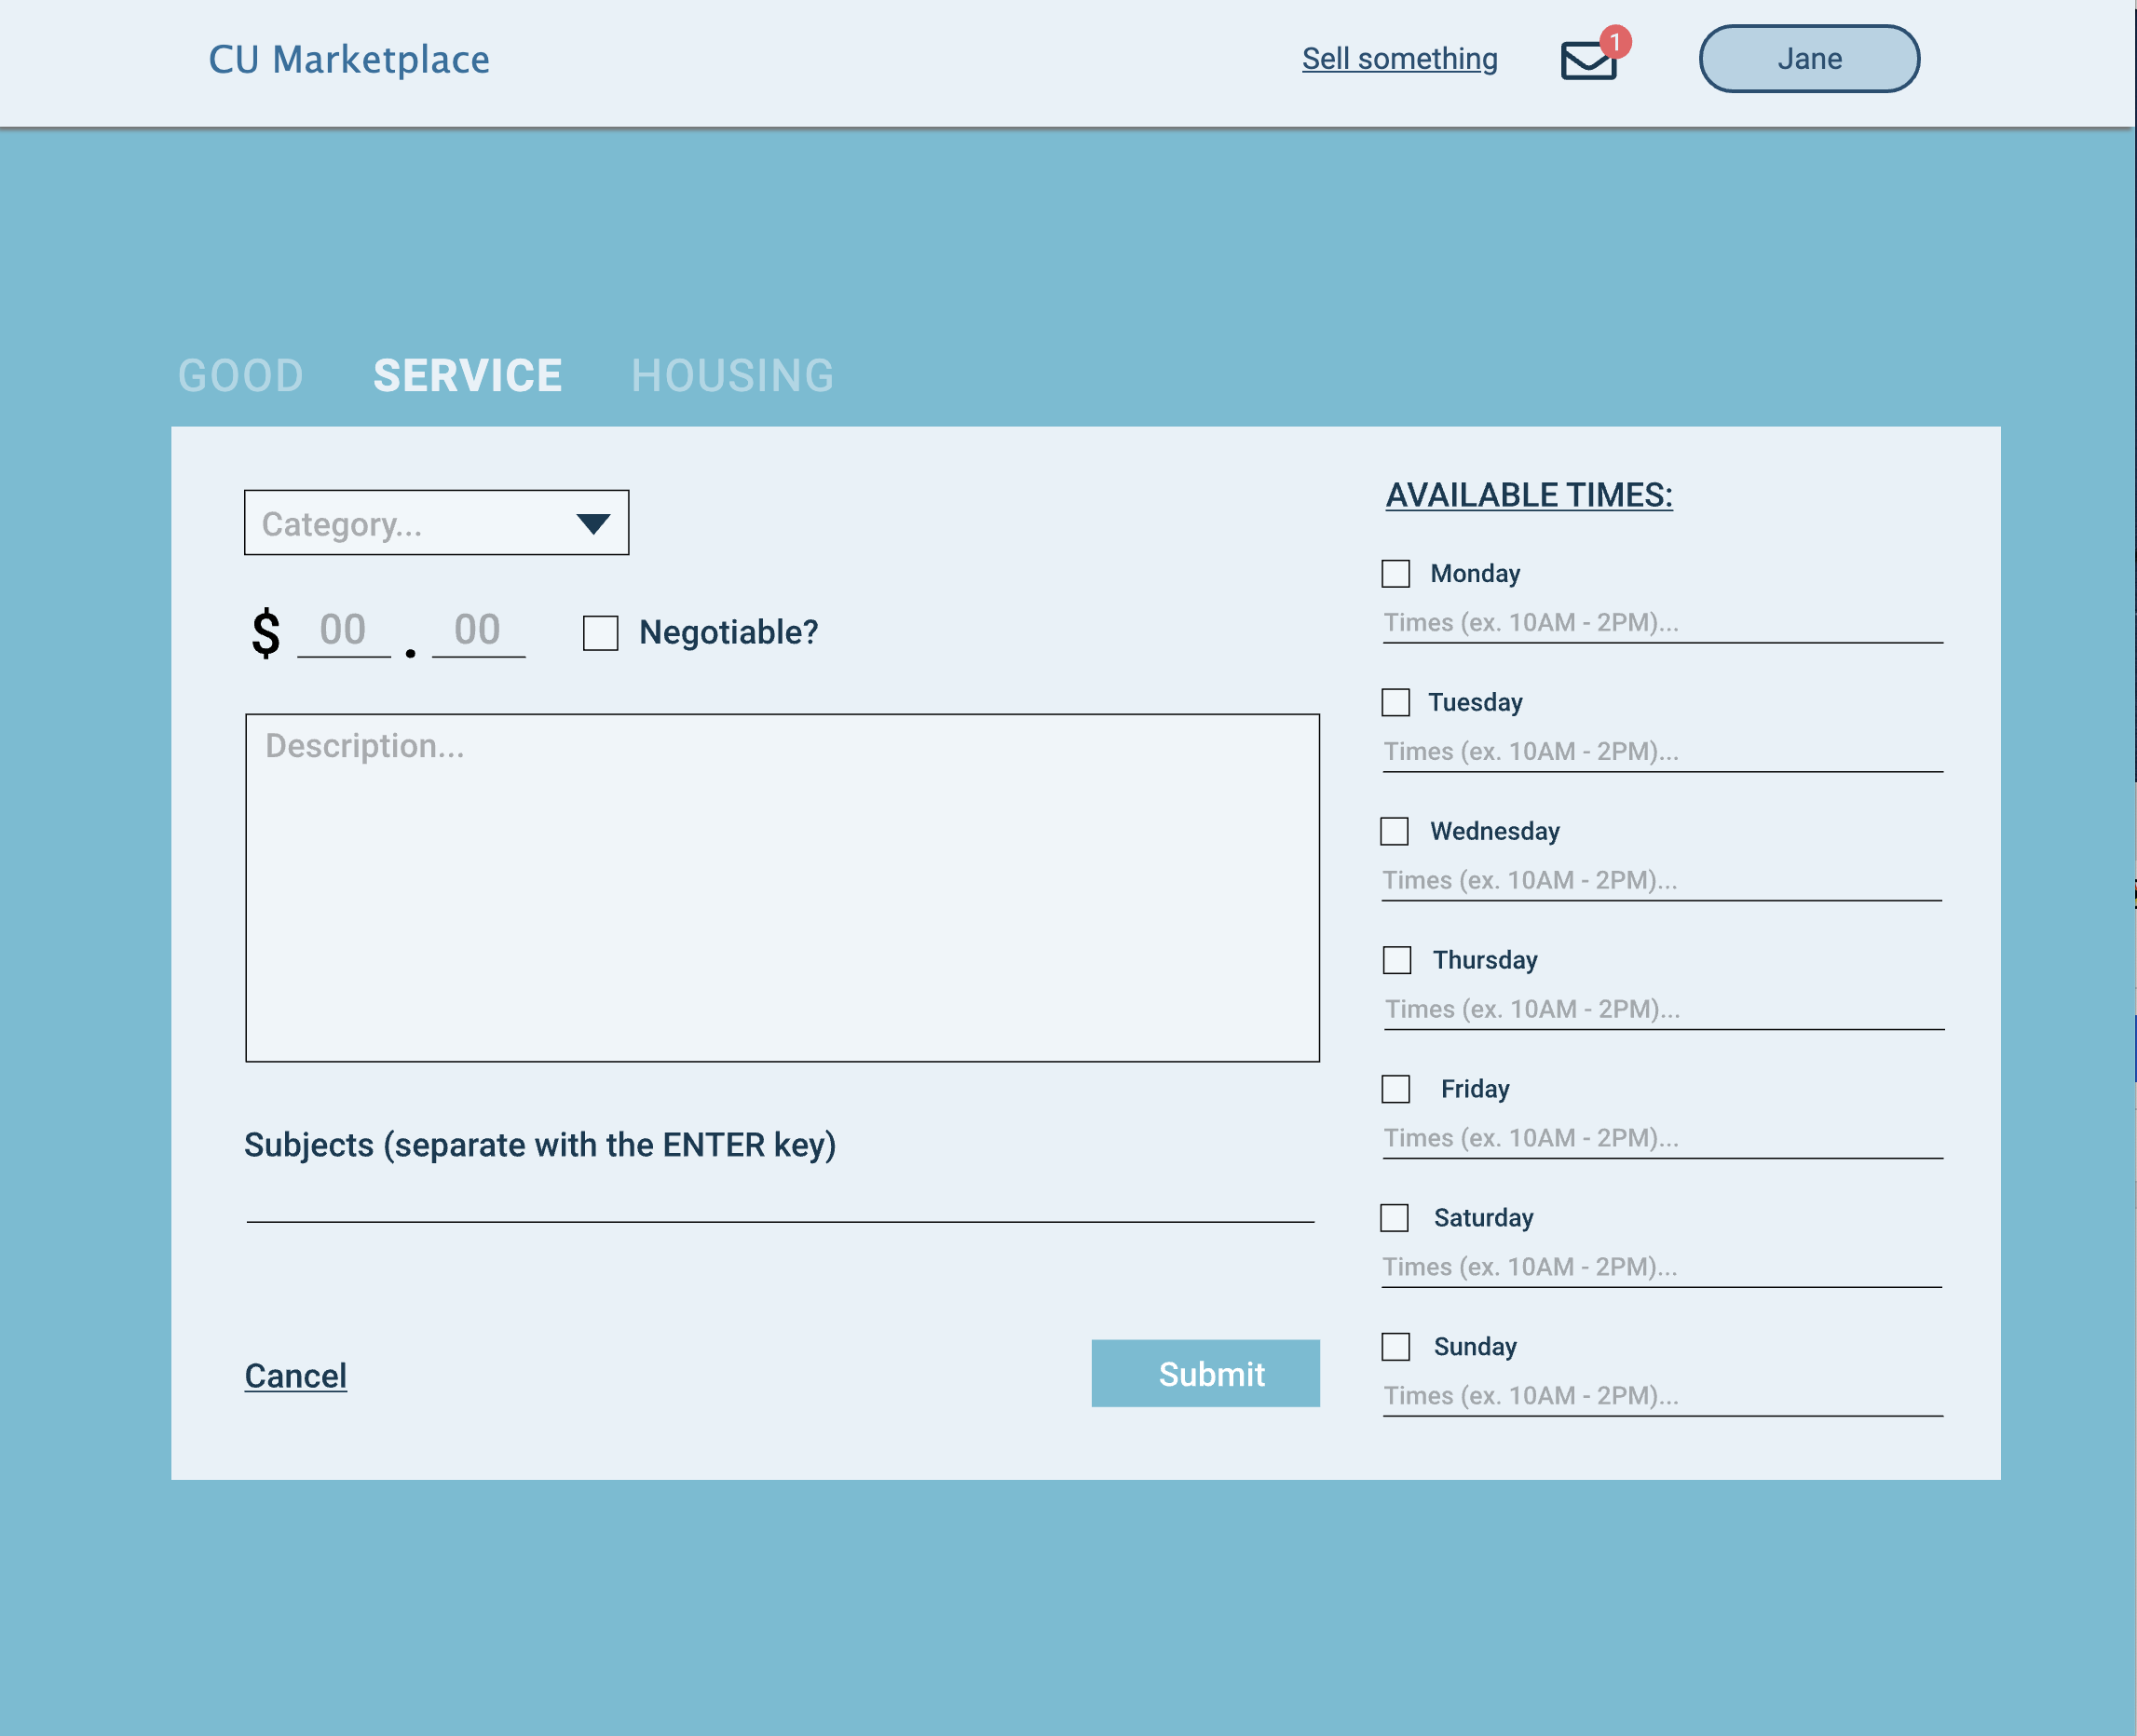 CU Marketplace
Sell something
1
Jane
GOOD SERVICE HOUSING
Category...
$ 00 . 00
Negotiable?
Description...
Subjects (separate with the ENTER key)
Cancel
Submit
AVAILABLE TIMES:
Monday
Times (ex. 10AM - 2PM)...
Tuesday
Times (ex. 10AM - 2PM)...
Wednesday
Times (ex. 10AM - 2PM)...
Thursday
Times (ex. 10AM - 2PM)...
Friday
Times (ex. 10AM - 2PM)...
Saturday
Times (ex. 10AM - 2PM)...
Sunday
Times (ex. 10AM - 2PM)...